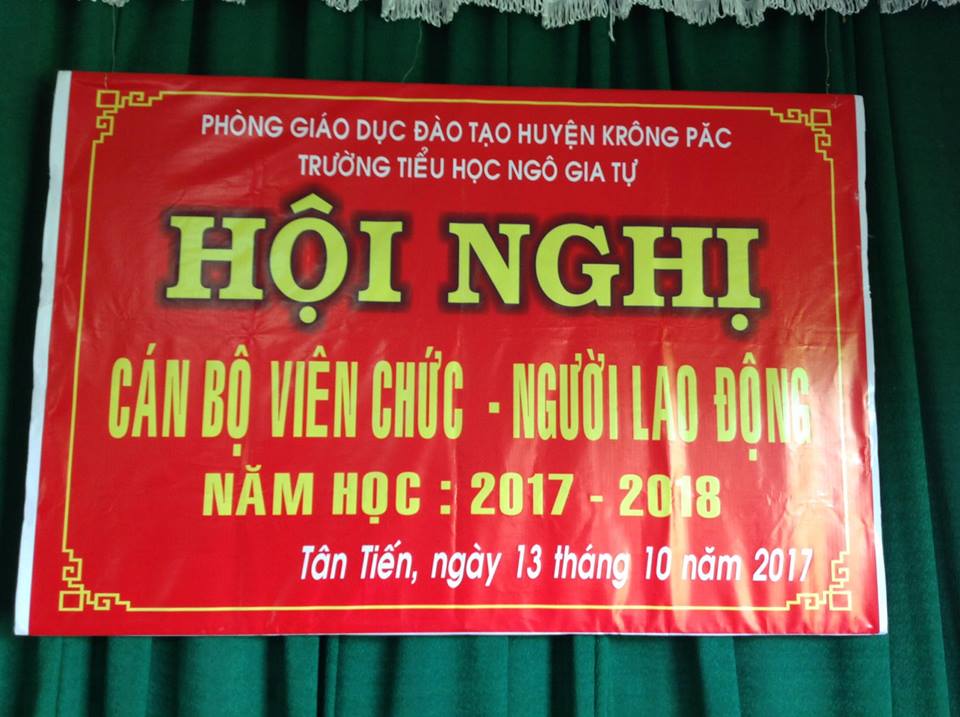 PHÒNG GIÁO DỤC ĐÀO TẠO HUYỆN KRÔNG PĂC
TRƯỜNG TIỂU HỌC NGÔ GIA TỰ
HỘI NGHỊ
CÁN BỘ VIÊN CHỨC - NGƯỜI LAO ĐỘNG
NĂM HỌC : 2017 - 2018
Tân Tiến, ngày 13 tháng 10 năm 2017